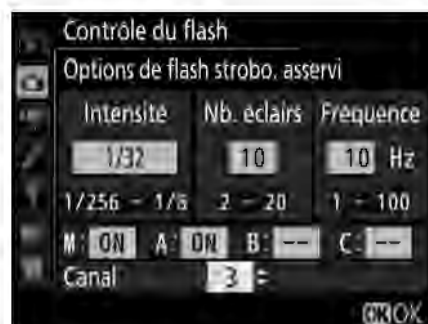 Contrôle du flash
Options de flash strobo. asservi
Intensité Nb. éclairs Fréquence
1/32 10 10 Hz
1/256 - 1/8 2 - 20 1 - 100
M: ON A: ON B: -- C: --
Canal 3
OK OK